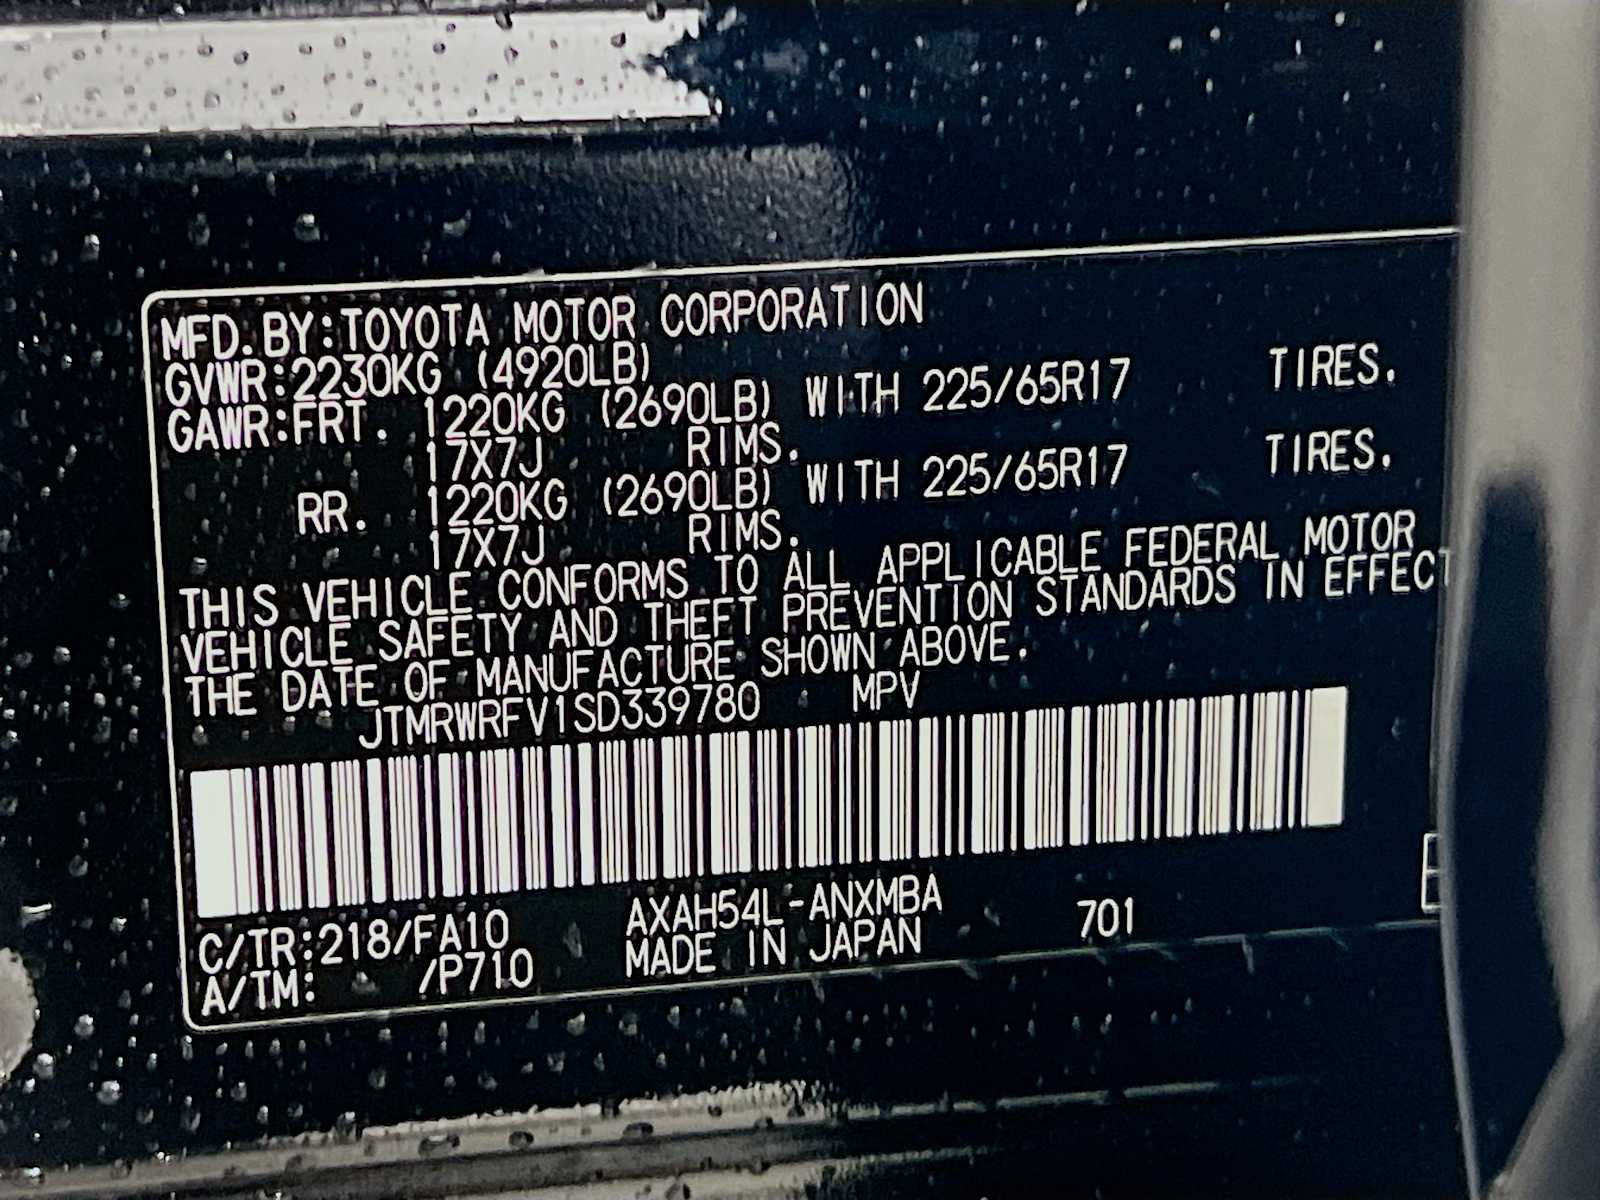 MFD.BY:TOYOTA MOTOR CORPORATION
GVWR:2230KG (4920LB)
GAWR:FRT. 1220KG (2690LB) WITH 225/65R17 TIRES.
17X7J RIMS.
RR. 1220KG (2690LB) WITH 225/65R17 TIRES.
17X7J RIMS.
THIS VEHICLE CONFORMS TO ALL APPLICABLE FEDERAL MOTOR
VEHICLE SAFETY AND THEFT PREVENTION STANDARDS IN EFFECT
THE DATE OF MANUFACTURE SHOWN ABOVE.
JTMRWRFV1SD339780 MPV
C/TR:218/FA10 AXAH54L-ANXMBA 701
A/TM: /P710 MADE IN JAPAN